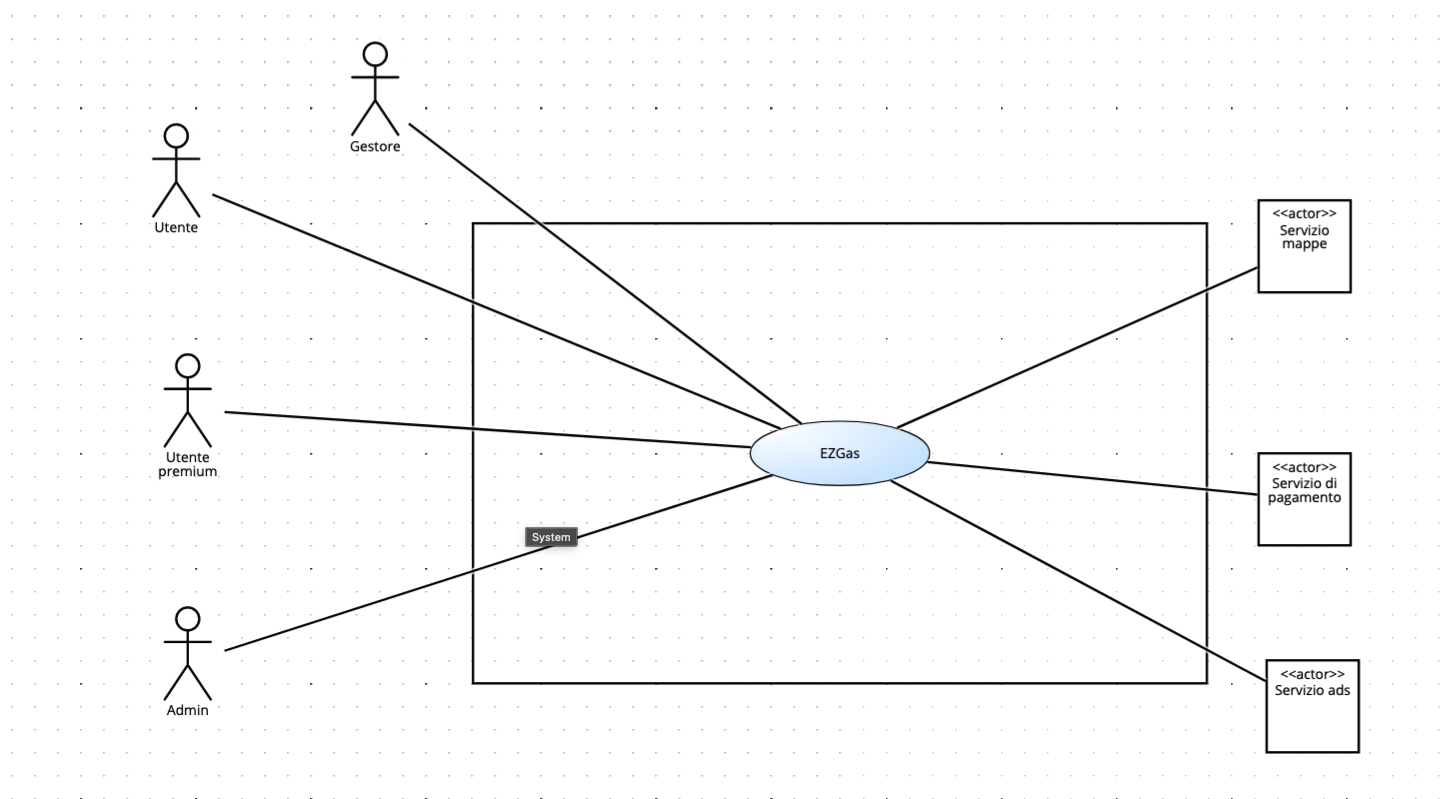 Gestore
Utente
<<actor>>
Servizio
mappe
Utente
premium
EZGas
<<actor>>
Servizio di
pagamento
System
Admin
<<actor>>
Servizio ads